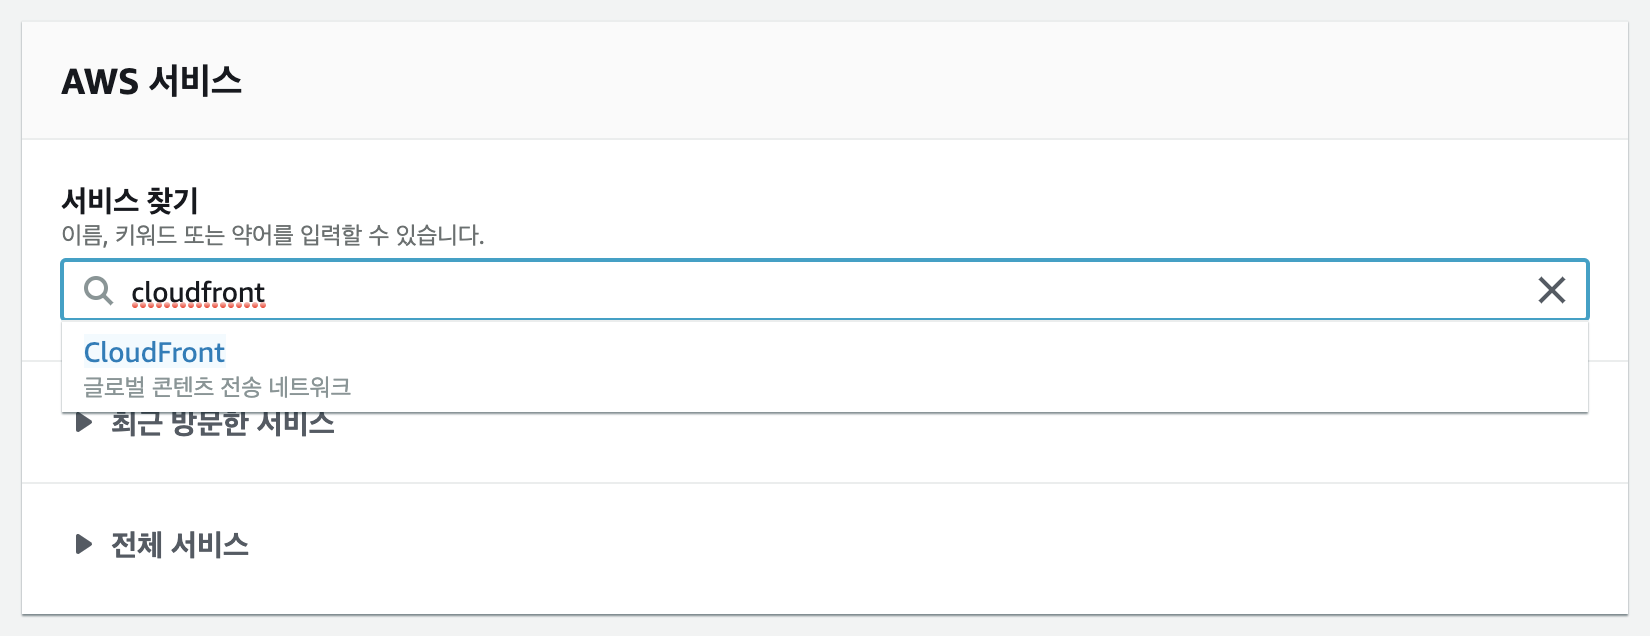 AWS 서비스
서비스 찾기
이름, 키워드 또는 약어를 입력할 수 있습니다.
cloudfront
CloudFront
글로벌 콘텐츠 전송 네트워크
최근 방문한 서비스
전체 서비스